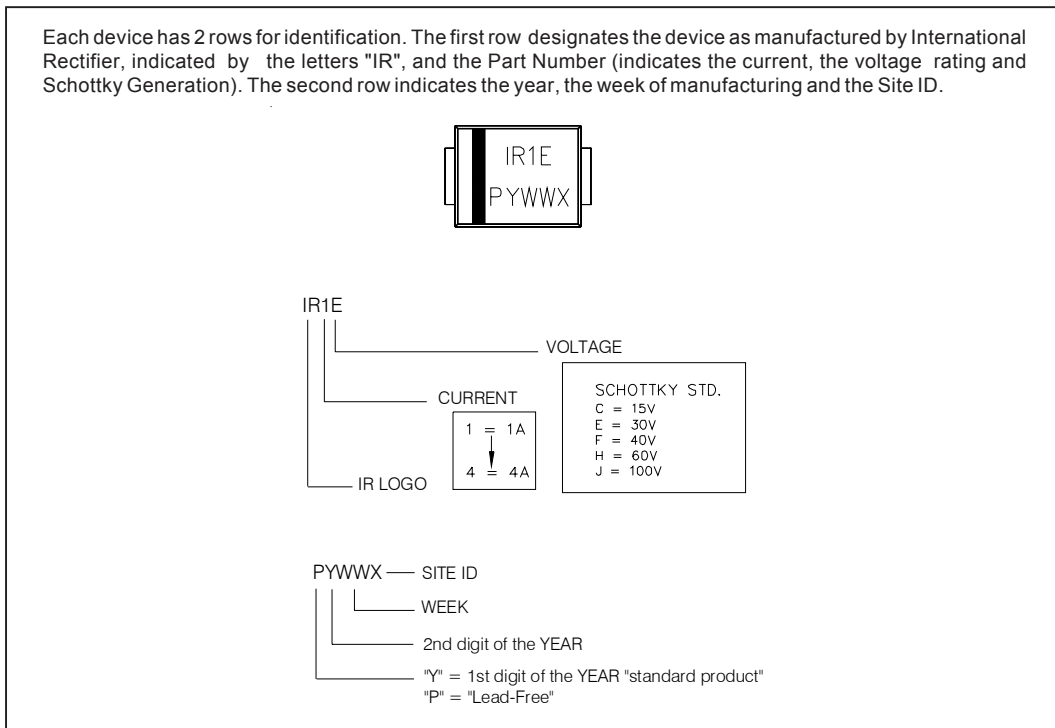 Each device has 2 rows for identification. The first row designates the device as manufactured by International
Rectifier, indicated by the letters "IR", and the Part Number (indicates the current, the voltage rating and
Schottky Generation). The second row indicates the year, the week of manufacturing and the Site ID.
IR1E
PYWWX
IR1E
VOLTAGE
SCHOTTKY STD.
C = 15V
E = 30V
F = 40V
H = 60V
J = 100V
CURRENT
1 = 1A
4 = 4A
IR LOGO
PYWWX
SITE ID
WEEK
2nd digit of the YEAR
"Y" = 1st digit of the YEAR "standard product"
"P" = "Lead-Free"